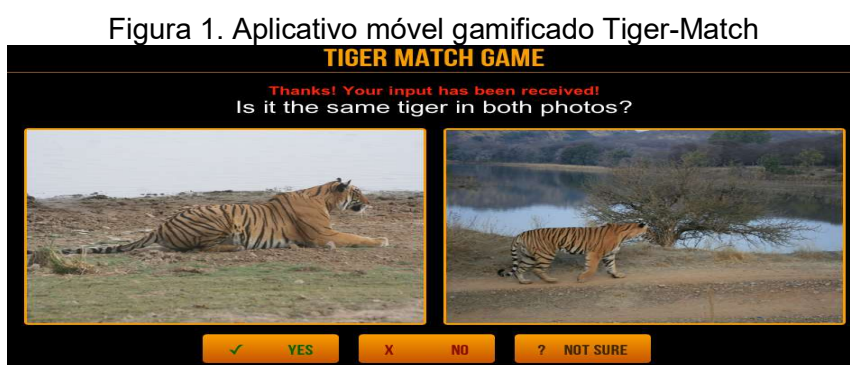 Figura 1. Aplicativo móvel gamificado Tiger-Match
TIGER MATCH GAME
Thanks! Your input has been received!
Is it the same tiger in both photos?
✓ YES
X NO
? NOT SURE